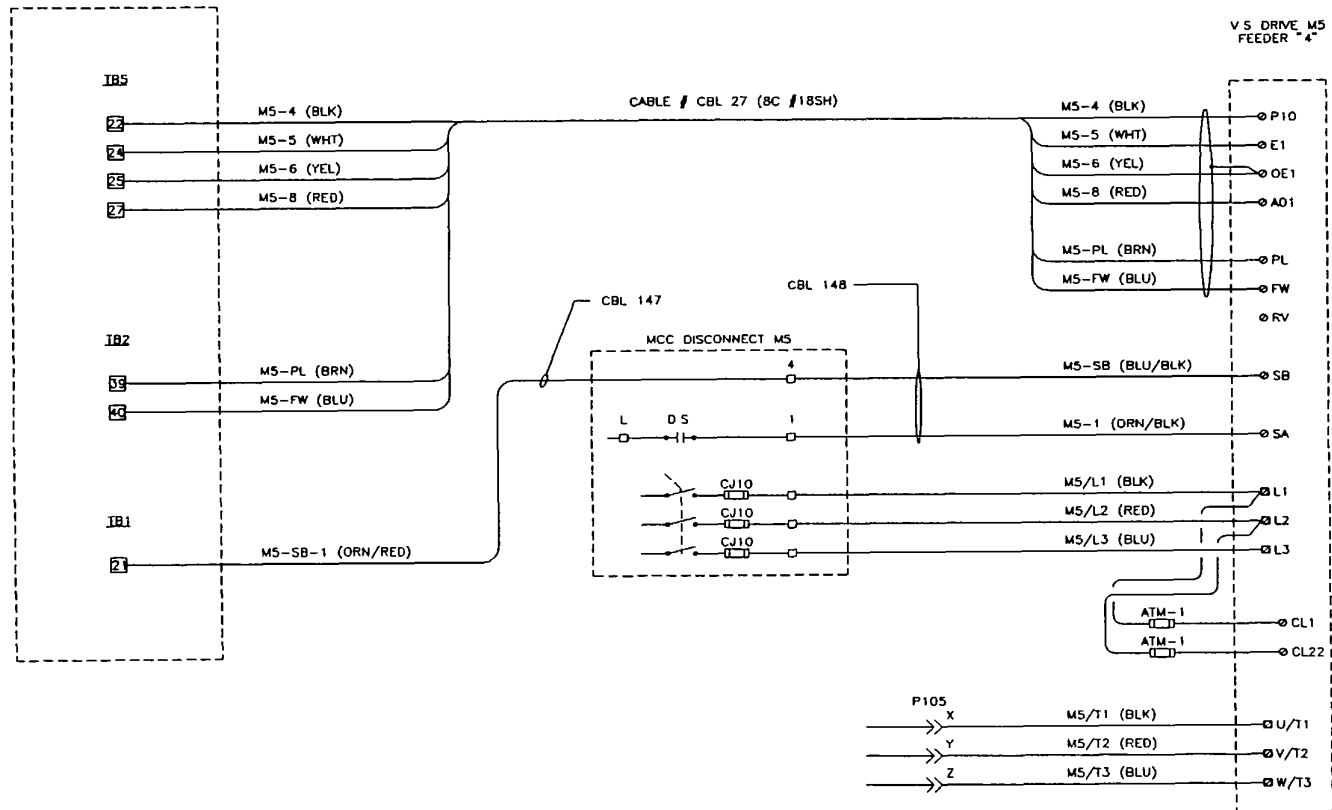 V S DRIVE M5
FEEDER "4"
TB5
22 M5-4 (BLK) CABLE # CBL 27 (8C #18SH) M5-4 (BLK) P10
24 M5-5 (WHT) M5-5 (WHT) E1
25 M5-6 (YEL) M5-6 (YEL) OE1
27 M5-8 (RED) M5-8 (RED) AO1
M5-PL (BRN) PL
M5-FW (BLU) FW
CBL 147 CBL 148
RV
TB2 MCC DISCONNECT M5
39 M5-PL (BRN) 4 M5-SB (BLU/BLK) SB
40 M5-FW (BLU)
L D S 1 M5-1 (ORN/BLK) SA
CJ10 M5/L1 (BLK) L1
CJ10 M5/L2 (RED) L2
TB1
CJ10 M5/L3 (BLU) L3
21 M5-SB-1 (ORN/RED)
ATM-1 CL1
ATM-1 CL22
P105
X M5/T1 (BLK) U/T1
Y M5/T2 (RED) V/T2
Z M5/T3 (BLU) W/T3